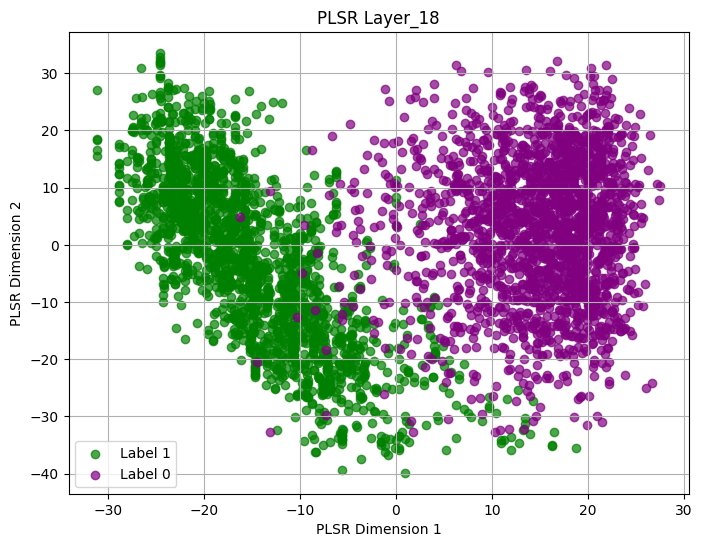 PLSR Layer_18
PLSR Dimension 2
30
20
10
0
−10
−20
−30
−40
Label 1
Label 0
−30 −20 −10 0 10 20 30
PLSR Dimension 1